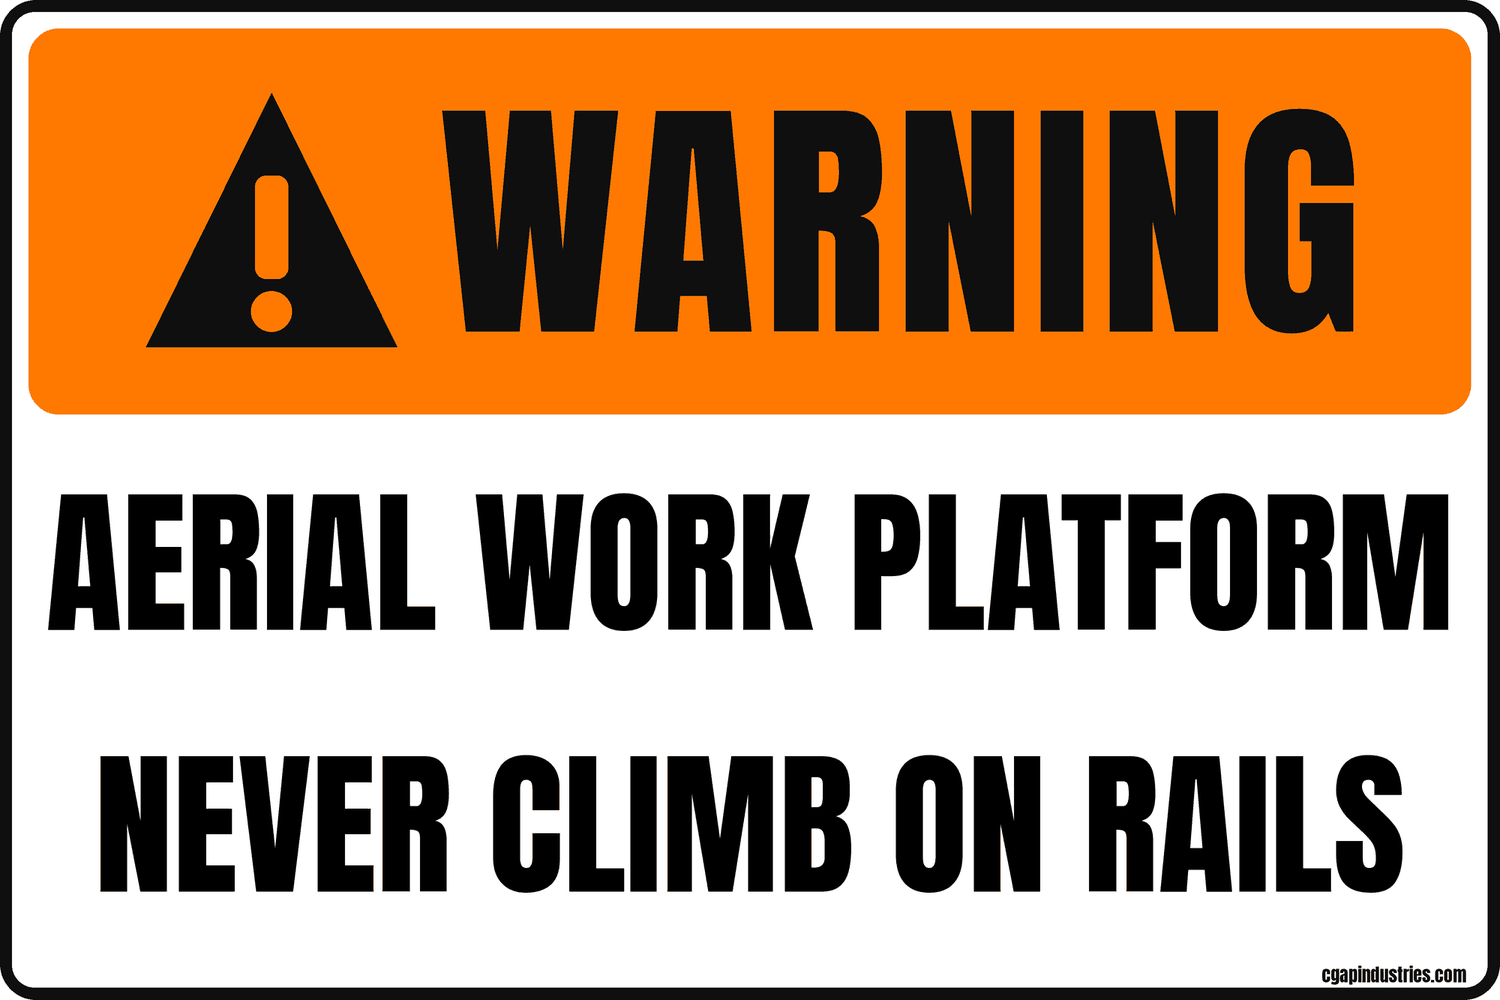 WARNING
AERIAL WORK PLATFORM
NEVER CLIMB ON RAILS
cgapindustries.com